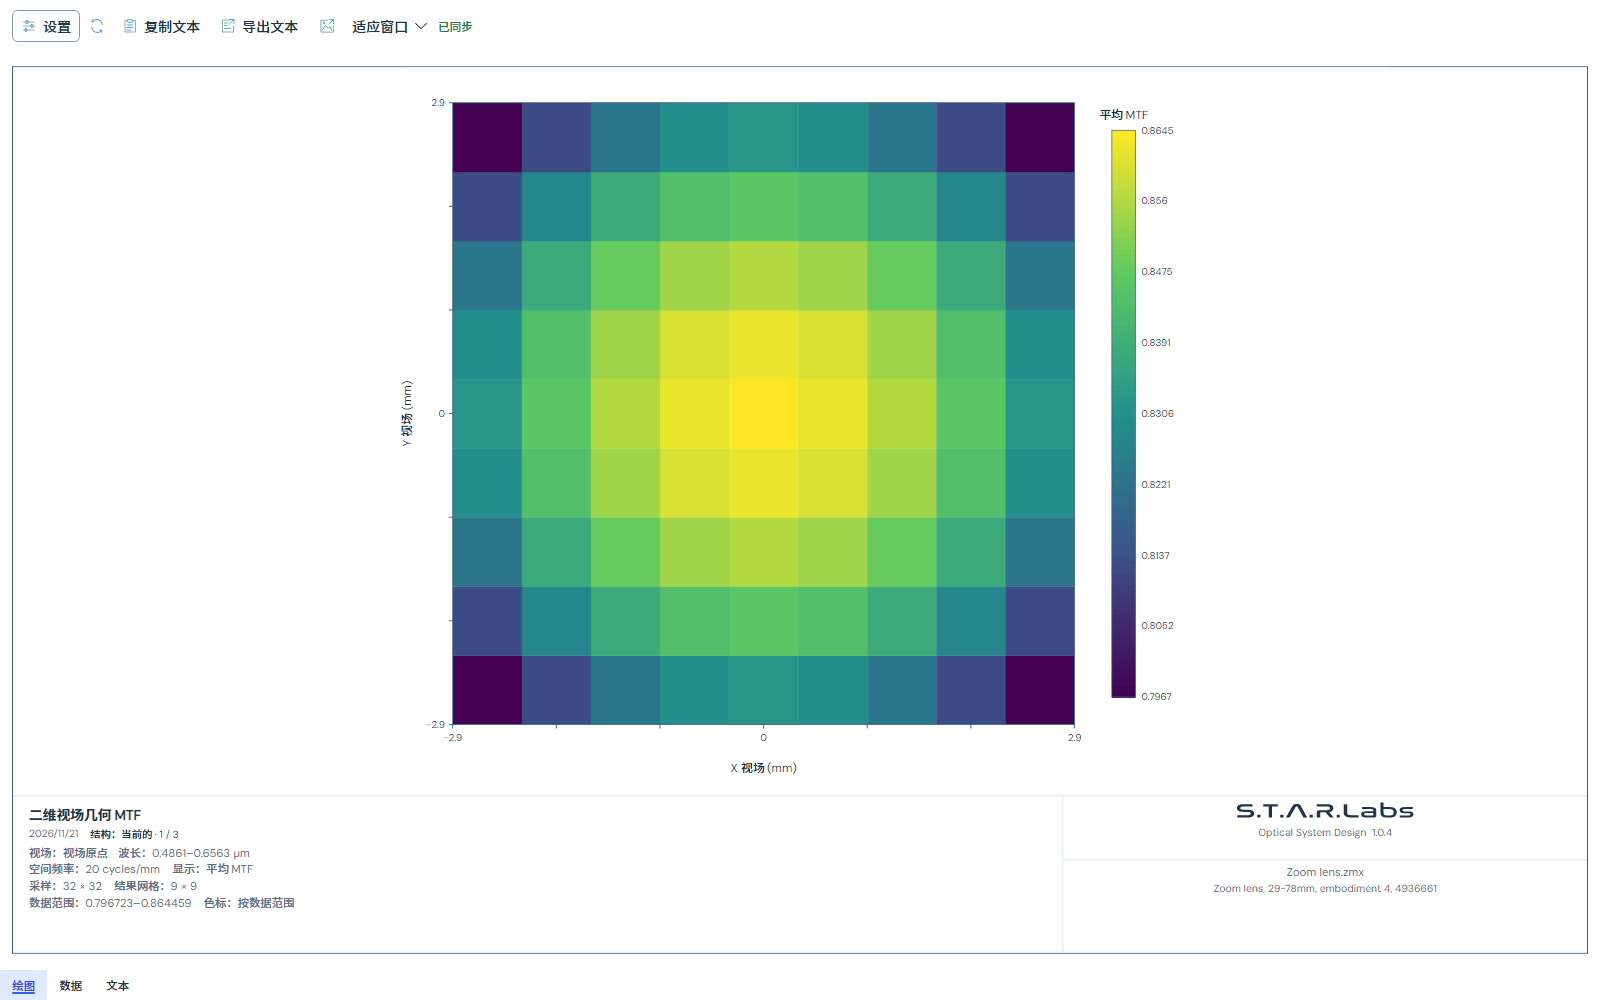 设置 复制文本 导出文本 适应窗口 已同步
平均 MTF
2.9
0
-2.9
Y 视场 (mm)
-2.9 0 2.9
X 视场 (mm)
0.8645
0.856
0.8475
0.8391
0.8306
0.8221
0.8137
0.8052
0.7967
二维视场几何 MTF
2026/11/21 结构：当前的 · 1 / 3
视场：视场原点 波长：0.4861–0.6563 µm
空间频率：20 cycles/mm 显示：平均 MTF
采样：32 × 32 结果网格：9 × 9
数据范围：0.796723–0.864459 色标：按数据范围
S.T.A.R.Labs
Optical System Design 1.0.4
Zoom lens.zmx
Zoom lens, 29-78mm, embodiment 4, 4936661
绘图 数据 文本